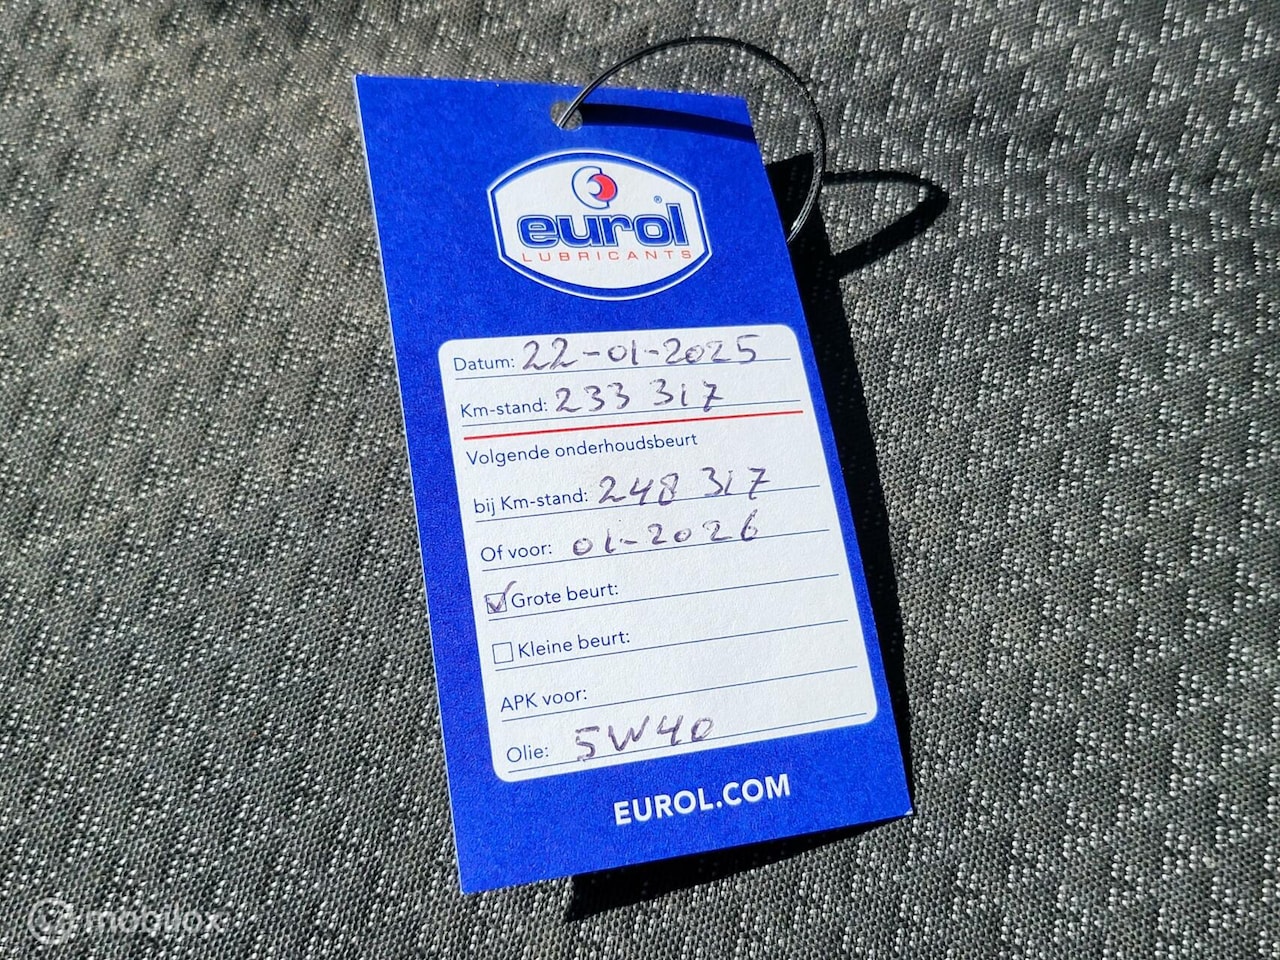 eurol®
LUBRICANTS
Datum: 22-01-2025
Km-stand: 233 317
Volgende onderhoudsbeurt
bij Km-stand: 248 317
Of voor: 01-2026
Grote beurt:
Kleine beurt:
APK voor:
Olie: 5W40
EUROL.COM
mobilox